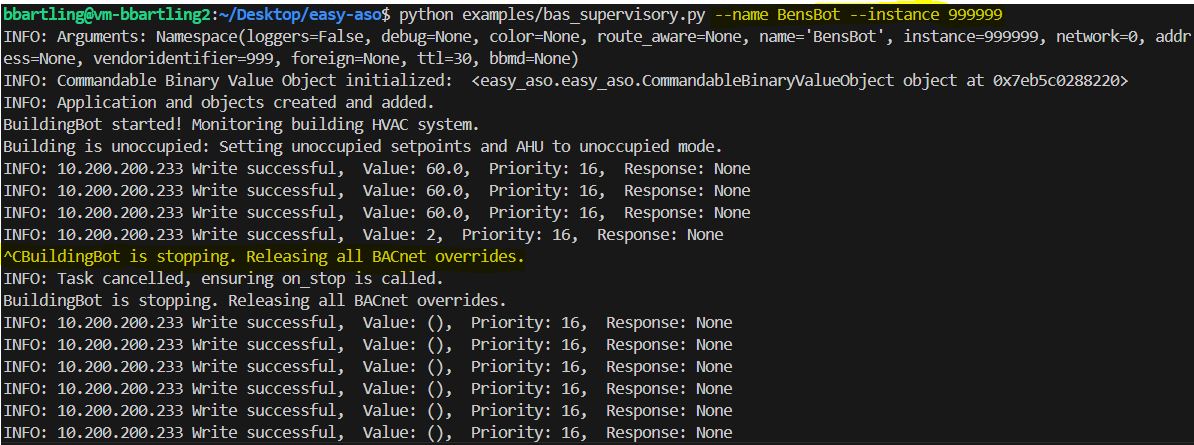 bbartling@vm-bbartling2:~/Desktop/easy-aso$ python examples/bas_supervisory.py --name BensBot --instance 999999
INFO: Arguments: Namespace(loggers=False, debug=None, color=None, route_aware=None, name='BensBot', instance=999999, network=0, addr
ess=None, vendoridentifier=999, foreign=None, ttl=30, bbmd=None)
INFO: Commandable Binary Value Object initialized:  <easy_aso.easy_aso.CommandableBinaryValueObject object at 0x7eb5c0288220>
INFO: Application and objects created and added.
BuildingBot started! Monitoring building HVAC system.
Building is unoccupied: Setting unoccupied setpoints and AHU to unoccupied mode.
INFO: 10.200.200.233 Write successful,  Value: 60.0,  Priority: 16,  Response: None
INFO: 10.200.200.233 Write successful,  Value: 60.0,  Priority: 16,  Response: None
INFO: 10.200.200.233 Write successful,  Value: 60.0,  Priority: 16,  Response: None
INFO: 10.200.200.233 Write successful,  Value: 2,  Priority: 16,  Response: None
^CBuildingBot is stopping. Releasing all BACnet overrides.
INFO: Task cancelled, ensuring on_stop is called.
BuildingBot is stopping. Releasing all BACnet overrides.
INFO: 10.200.200.233 Write successful,  Value: (),  Priority: 16,  Response: None
INFO: 10.200.200.233 Write successful,  Value: (),  Priority: 16,  Response: None
INFO: 10.200.200.233 Write successful,  Value: (),  Priority: 16,  Response: None
INFO: 10.200.200.233 Write successful,  Value: (),  Priority: 16,  Response: None
INFO: 10.200.200.233 Write successful,  Value: (),  Priority: 16,  Response: None
INFO: 10.200.200.233 Write successful,  Value: (),  Priority: 16,  Response: None